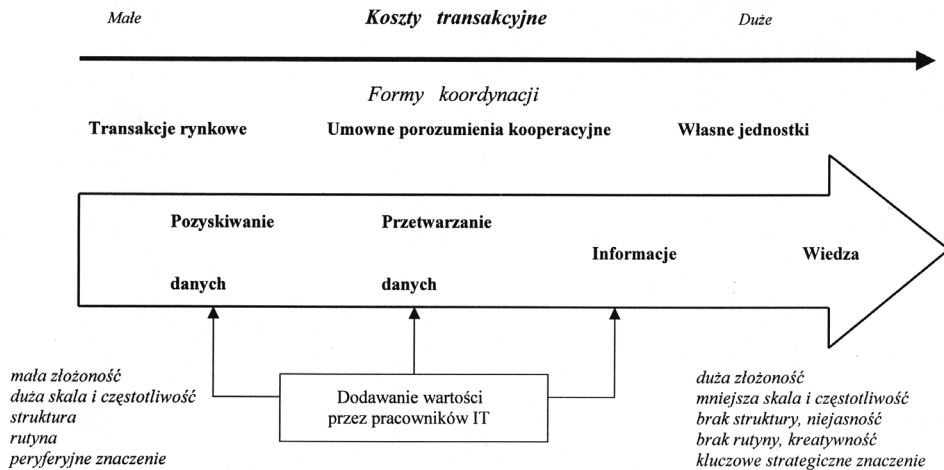 Małe Koszty transakcyjne Duże
Formy koordynacji
Transakcje rynkowe Umowne porozumienia kooperacyjne Własne jednostki
Pozyskiwanie Przetwarzanie
Informacje Wiedza
danych danych
Dodawanie wartości
przez pracowników IT
mała złożoność
duża skala i częstotliwość
struktura
rutyna
peryferyjne znaczenie
duża złożoność
mniejsza skala i częstotliwość
brak struktury, niejasność
brak rutyny, kreatywność
kluczowe strategiczne znaczenie